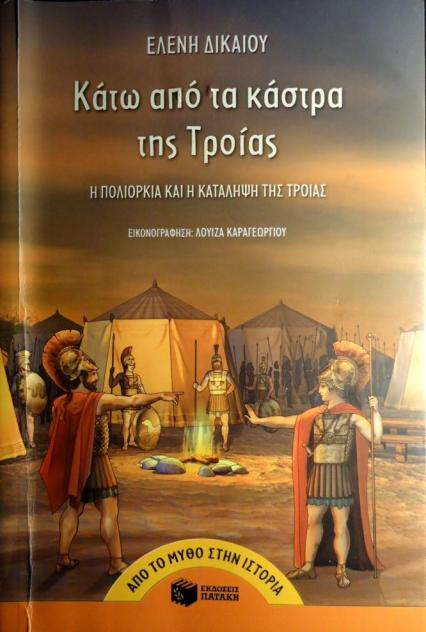 ΕΛΕΝΗ ΔΙΚΑΙΟΥ
Κάτω από τα κάστρα
της Τροίας
Η ΠΟΛΙΟΡΚΙΑ ΚΑΙ Η ΚΑΤΑΛΗΨΗ ΤΗΣ ΤΡΟΙΑΣ
ΕΙΚΟΝΟΓΡΑΦΗΣΗ: ΛΟΥΙΖΑ ΚΑΡΑΓΕΩΡΓΙΟΥ
ΑΠΟ ΤΟ ΜΥΘΟ ΣΤΗΝ ΙΣΤΟΡΙΑ
ΕΚΔΟΣΕΙΣ
ΠΑΤΑΚΗ